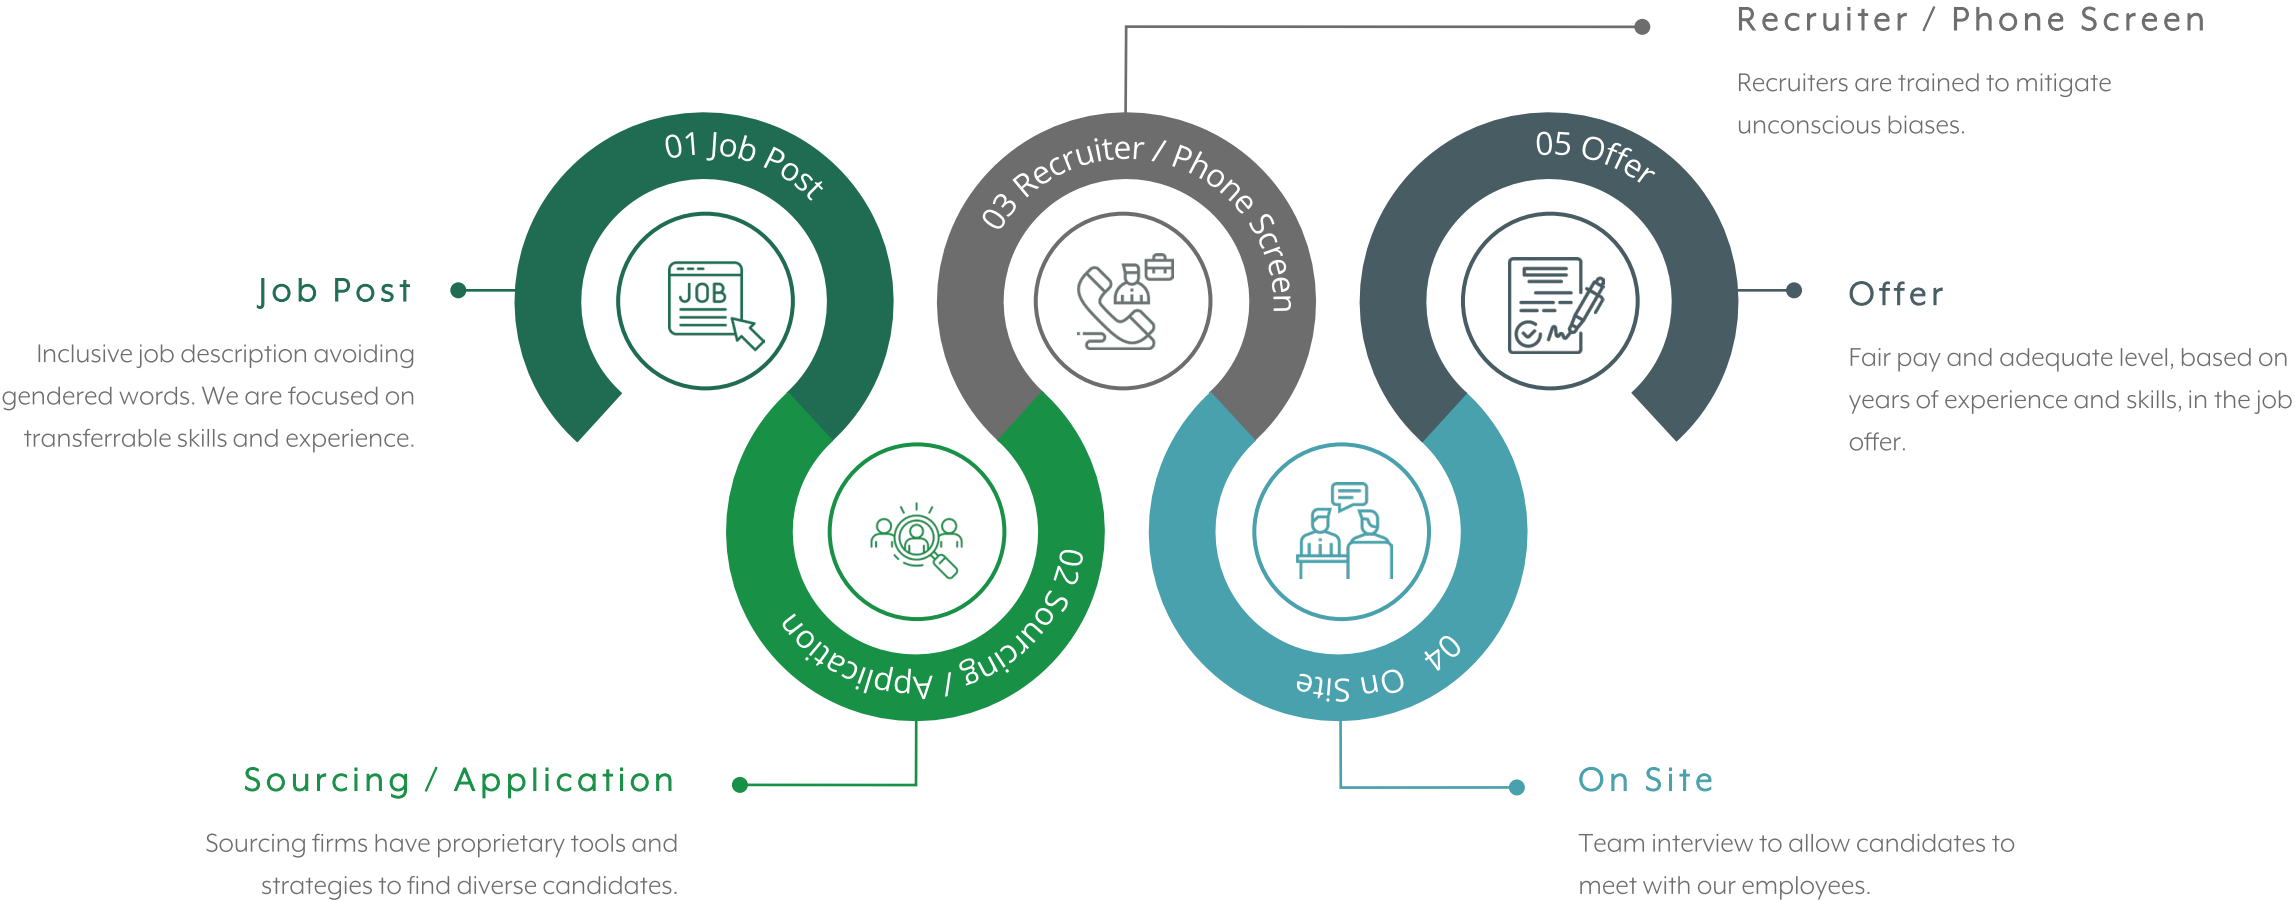 Recruiter / Phone Screen
Recruiters are trained to mitigate
unconscious biases.
01 Job Post
03 Recruiter / Phone Screen
05 Offer
JOB
Job Post
Inclusive job description avoiding
gendered words. We are focused on
transferrable skills and experience.
Offer
Fair pay and adequate level, based on
years of experience and skills, in the job
offer.
02 Sourcing / Application
04 On Site
Sourcing / Application
Sourcing firms have proprietary tools and
strategies to find diverse candidates.
On Site
Team interview to allow candidates to
meet with our employees.